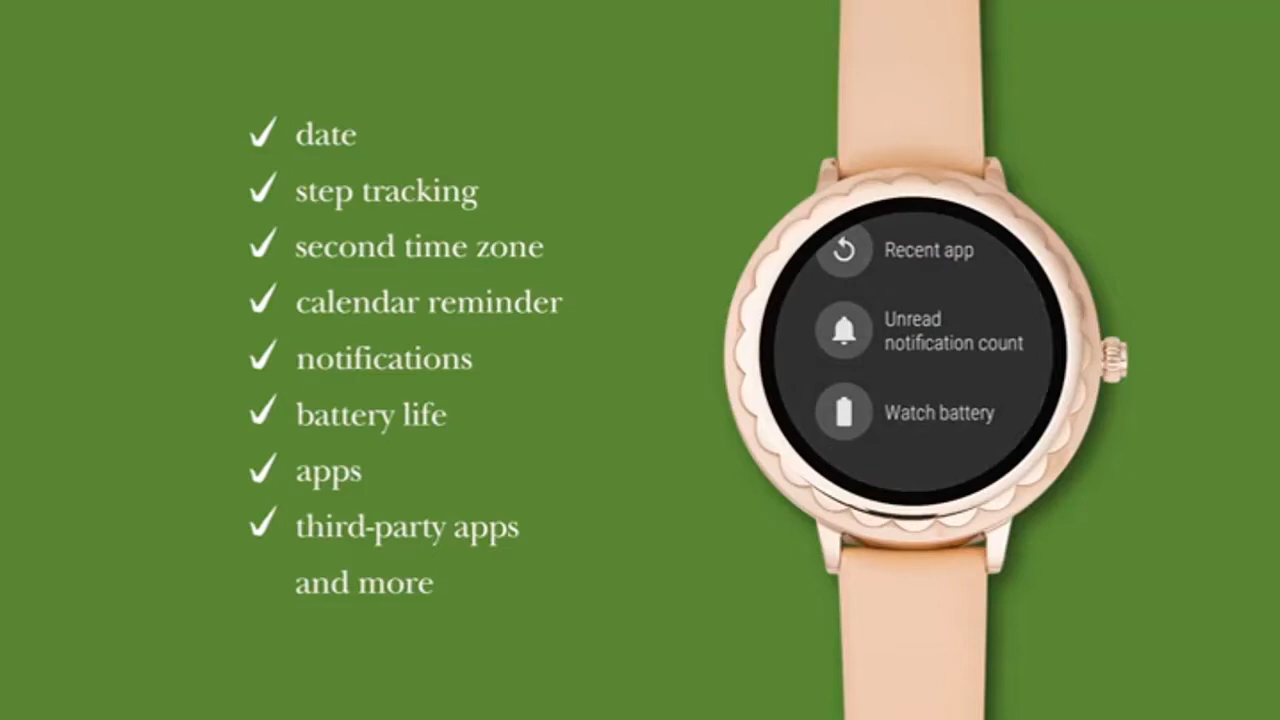 date
step tracking
second time zone
calendar reminder
notifications
battery life
apps
third-party apps
and more
Recent app
Unread
notification count
Watch battery